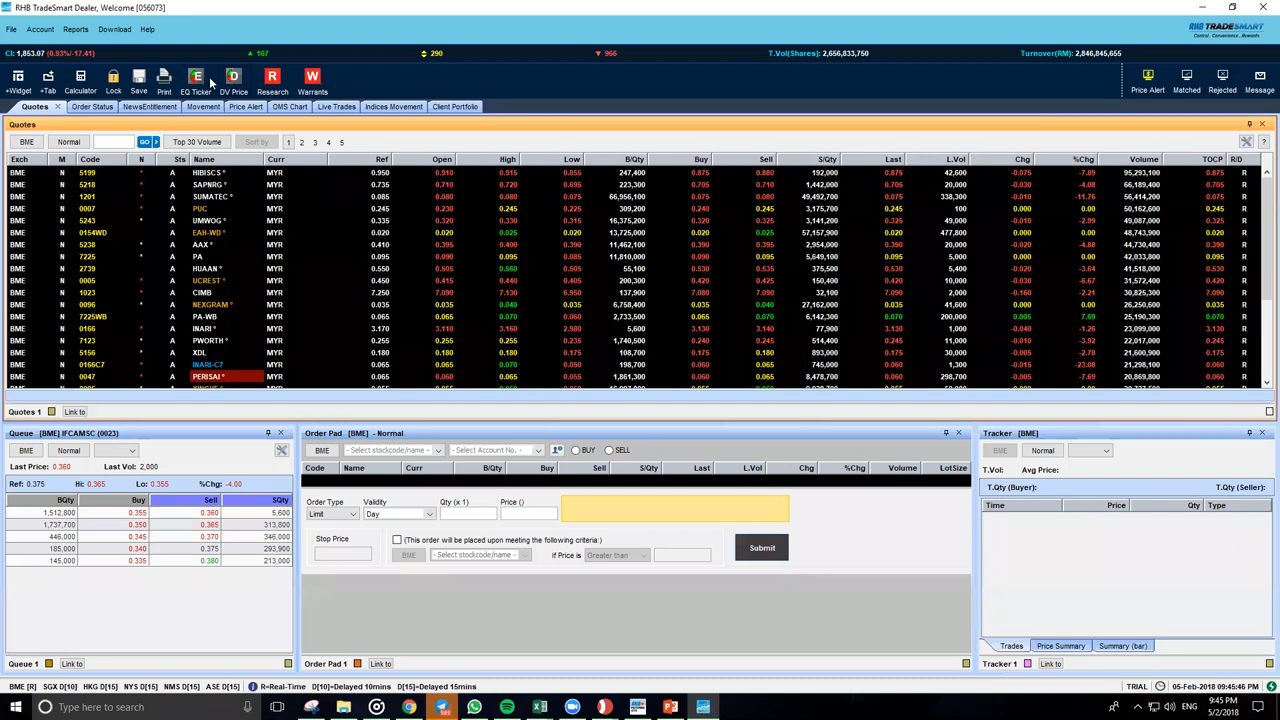 RHB TradeSmart Dealer, Welcome [056073]
File Account Reports Download Help
RHB TRADESMART
Control . Convenience . Rewards
CI: 1,853.07 (0.93%/-17.41) 167 290 966 T.Vol(Shares): 2,656,833,750 Turnover(RM): 2,846,845,655
E D R W
+Widget +Tab Calculator Lock Save Print EQ Ticker DV Price Research Warrants Price Alert Matched Rejected Message
Quotes Order Status NewsEntitlement Movement Price Alert OMS Chart Live Trades Indices Movement Client Portfolio
Quotes
BME Normal GO Top 30 Volume Sort by 1 2 3 4 5
Exch M Code N Sts Name Curr Ref Open High Low B/Qty Buy Sell S/Qty Last L.Vol Chg %Chg Volume TOCP R/D
BME N 5199 * A HIBISCS ° MYR 0.950 0.910 0.915 0.855 247,400 0.875 0.880 192,000 0.875 42,600 -0.075 -7.89 95,293,100 0.875 R
BME N 5218 * A SAPNRG ° MYR 0.735 0.710 0.720 0.695 223,300 0.705 0.710 1,442,000 0.705 20,000 -0.030 -4.08 66,189,400 0.705 R
BME N 1201 * A SUMATEC ° MYR 0.085 0.080 0.080 0.075 66,956,100 0.075 0.080 49,492,700 0.075 338,300 -0.010 -11.76 56,414,200 0.075 R
BME N 0007 * A PUC MYR 0.245 0.230 0.245 0.230 309,200 0.240 0.245 3,175,700 0.245 100 0.000 0.00 50,162,600 0.245 R
BME N 5243 * A UMWOG ° MYR 0.335 0.320 0.330 0.315 16,375,200 0.320 0.325 3,141,200 0.325 49,000 -0.010 -2.99 49,087,000 0.325 R
BME N 0154WD * A EAH-WD ° MYR 0.020 0.020 0.025 0.020 13,725,000 0.020 0.025 57,157,900 0.020 477,800 0.000 0.00 48,743,900 0.020 R
BME N 5238 * A AAX ° MYR 0.410 0.395 0.400 0.385 11,462,100 0.390 0.395 2,954,000 0.390 20,000 -0.020 -4.88 44,730,400 0.390 R
BME N 7225 * A PA MYR 0.095 0.090 0.095 0.090 11,810,000 0.090 0.095 5,649,100 0.095 100 0.000 0.00 42,033,800 0.095 R
BME N 2739 A HUAAN ° MYR 0.550 0.505 0.560 0.505 55,100 0.530 0.535 375,500 0.530 5,400 -0.020 -3.64 41,518,000 0.530 R
BME N 0005 * A UCREST ° MYR 0.450 0.415 0.440 0.415 200,300 0.415 0.420 150,400 0.420 10,000 -0.030 -6.67 31,572,400 0.420 R
BME N 1023 A CIMB MYR 7.250 7.090 7.130 6.950 10,900 7.080 7.090 32,100 7.090 2,000 -0.160 -2.21 30,825,100 7.090 R
BME N 0096 * A NEXGRAM ° MYR 0.035 0.035 0.040 0.035 6,758,400 0.035 0.040 27,162,000 0.035 41,000 0.000 0.00 26,250,600 0.035 R
BME N 7225WB A PA-WB MYR 0.065 0.065 0.070 0.060 2,733,500 0.065 0.070 6,142,300 0.070 200,000 0.005 7.69 26,235,500 0.070 R
BME N 0166 * A INARI ° MYR 3.170 3.110 3.160 2.980 5,600 3.130 3.140 77,900 3.130 1,000 -0.040 -1.26 23,099,000 3.130 R
BME N 7123 * A PWORTH ° MYR 0.255 0.255 0.255 0.240 1,740,500 0.240 0.245 514,400 0.245 11,000 -0.010 -3.92 22,708,200 0.245 R
BME N 5156 A XDL MYR 0.180 0.180 0.180 0.175 108,700 0.175 0.180 893,000 0.175 32,000 -0.005 -2.78 21,600,900 0.175 R
BME N 0166C7 * A INARI-C7 MYR 0.065 0.040 0.070 0.040 198,700 0.050 0.065 745,000 0.050 1,000 -0.015 -23.08 21,298,100 0.050 R
BME N 0047 * A PERISAI ° MYR 0.065 0.060 0.065 0.060 1,861,300 0.060 0.065 8,478,700 0.060 298,700 -0.005 -7.69 20,869,800 0.060 R
Quotes 1 Link to
Queue [BME] IFCAMSC (0023)
BME Normal
Last Price: 0.360 Last Vol: 2,000
Ref: 0.375 Hi: 0.365 Lo: 0.355 %Chg: -4.00
BQty Buy Sell SQty
1,512,800 0.355 0.360 5,600
1,737,700 0.350 0.365 313,800
446,000 0.345 0.370 346,000
185,000 0.340 0.375 293,900
145,000 0.335 0.380 213,000
Queue 1 Link to
Order Pad [BME] - Normal
BME - Select stockcode/name - - Select Account No. - BUY SELL
Code Name Curr B/Qty Buy Sell S/Qty Last L.Vol Chg %Chg Volume LotSize
Order Type Validity Qty (x 1) Price ()
Limit Day
Stop Price (This order will be placed upon meeting the following criteria:)
BME - Select stockcode/name - If Price is Greater than Submit
Order Pad 1 Link to
Tracker [BME]
BME Normal
T.Vol: Avg Price:
T.Qty (Buyer): T.Qty (Seller):
Time Price Qty Type
Trades Price Summary Summary (bar)
Tracker 1 Link to
BME [R] SGX D[10] HKG D[15] NYS D[15] NMS D[15] ASE D[15] R=Real-Time D[10]=Delayed 10mins D[15]=Delayed 15mins TRIAL 05-Feb-2018 09:45:46 PM
Type here to search
ENG 9:45 PM
5/2/2018